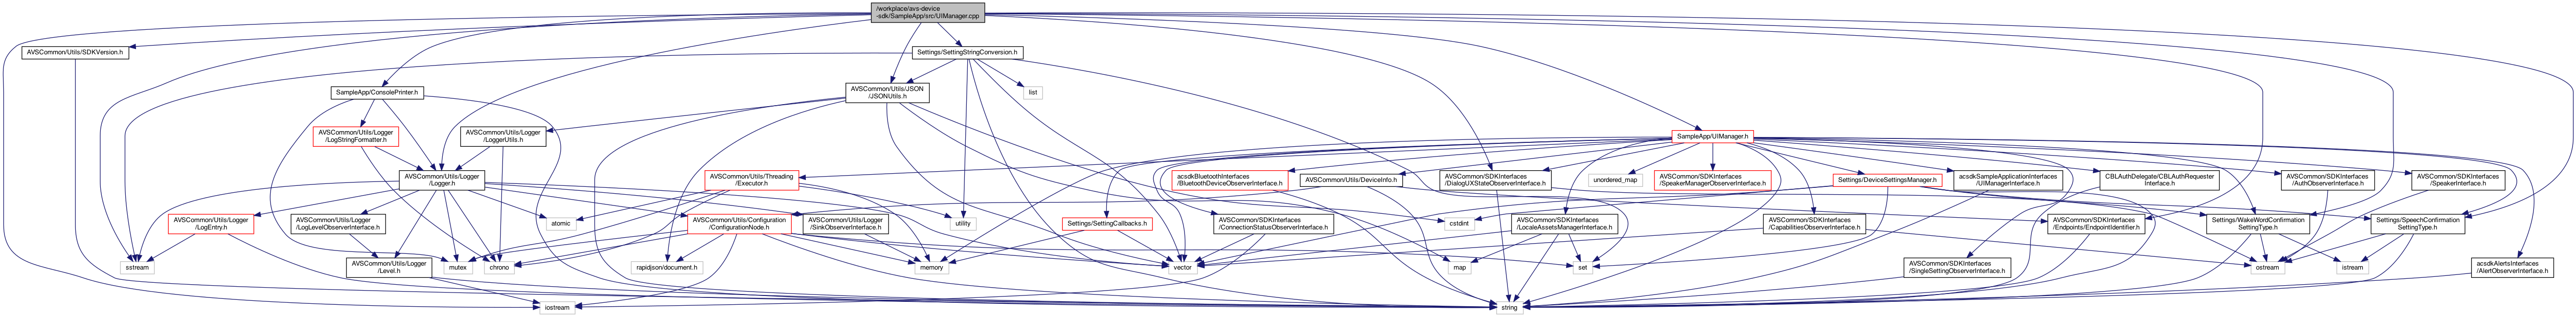 /workplace/avs-device
-sdk/SampleApp/src/UIManager.cpp
AVSCommon/Utils/SDKVersion.h
Settings/SettingStringConversion.h
SampleApp/ConsolePrinter.h
AVSCommon/Utils/JSON
/JSONUtils.h
list
AVSCommon/Utils/Logger
/LogStringFormatter.h
AVSCommon/Utils/Logger
/LoggerUtils.h
SampleApp/UIManager.h
AVSCommon/Utils/Logger
/Logger.h
AVSCommon/Utils/Threading
/Executor.h
acsdkBluetoothInterfaces
/BluetoothDeviceObserverInterface.h
AVSCommon/Utils/DeviceInfo.h
AVSCommon/SDKInterfaces
/DialogUXStateObserverInterface.h
unordered_map
AVSCommon/SDKInterfaces
/SpeakerManagerObserverInterface.h
Settings/DeviceSettingsManager.h
acsdkSampleApplicationInterfaces
/UIManagerInterface.h
CBLAuthDelegate/CBLAuthRequester
Interface.h
AVSCommon/SDKInterfaces
/AuthObserverInterface.h
AVSCommon/SDKInterfaces
/SpeakerInterface.h
AVSCommon/Utils/Logger
/LogEntry.h
AVSCommon/Utils/Logger
/LogLevelObserverInterface.h
atomic
AVSCommon/Utils/Configuration
/ConfigurationNode.h
AVSCommon/Utils/Logger
/SinkObserverInterface.h
utility
Settings/SettingCallbacks.h
AVSCommon/SDKInterfaces
/ConnectionStatusObserverInterface.h
cstdint
AVSCommon/SDKInterfaces
/LocaleAssetsManagerInterface.h
AVSCommon/SDKInterfaces
/CapabilitiesObserverInterface.h
AVSCommon/SDKInterfaces
/Endpoints/EndpointIdentifier.h
Settings/WakeWordConfirmation
SettingType.h
Settings/SpeechConfirmation
SettingType.h
sstream
AVSCommon/Utils/Logger
/Level.h
mutex
chrono
rapidjson/document.h
memory
vector
map
set
AVSCommon/SDKInterfaces
/SingleSettingObserverInterface.h
ostream
istream
acsdkAlertsInterfaces
/AlertObserverInterface.h
iostream
string